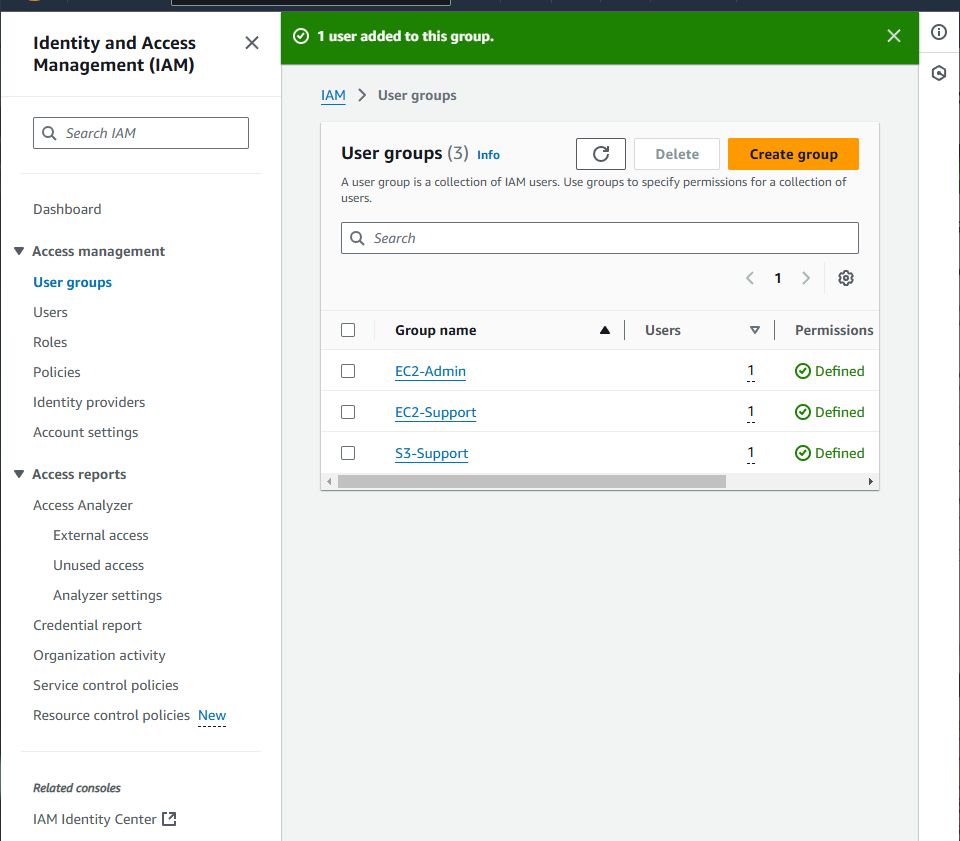 Identity and Access
Management (IAM)
Search IAM
Dashboard
Access management
User groups
Users
Roles
Policies
Identity providers
Account settings
Access reports
Access Analyzer
External access
Unused access
Analyzer settings
Credential report
Organization activity
Service control policies
Resource control policies New
Related consoles
IAM Identity Center
1 user added to this group.
IAM > User groups
User groups (3) Info
Delete
Create group
A user group is a collection of IAM users. Use groups to specify permissions for a collection of
users.
Search
1
Group name Users Permissions
EC2-Admin 1 Defined
EC2-Support 1 Defined
S3-Support 1 Defined